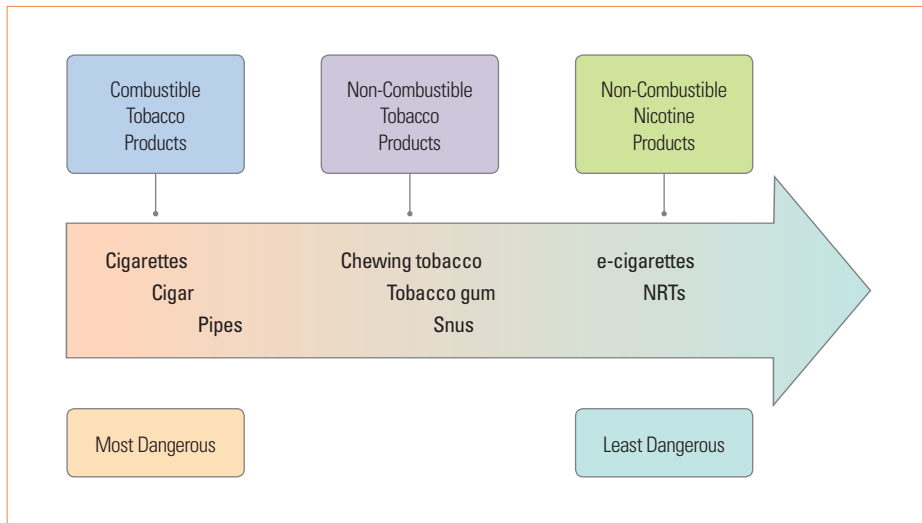 Combustible
Tobacco
Products
Non-Combustible
Tobacco
Products
Non-Combustible
Nicotine
Products
Cigarettes
Cigar
Pipes
Chewing tobacco
Tobacco gum
Snus
e-cigarettes
NRTs
Most Dangerous
Least Dangerous